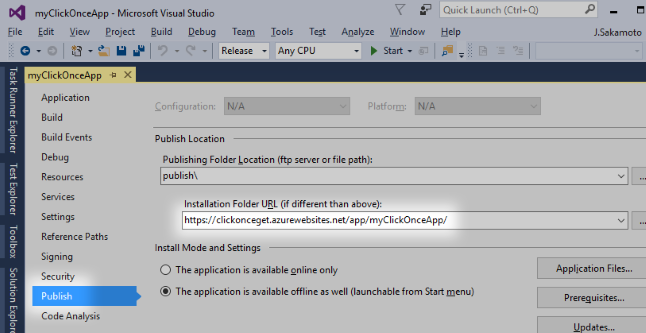 myClickOnceApp - Microsoft Visual Studio
Quick Launch (Ctrl+Q)
File Edit View Project Build Debug Sakamoto Build Team Tools Test Analyze Window Help J.Sakamoto
Release Any CPU Start
myClickOnceApp
Task Runner Explorer
Test Explorer
Toolbox
Solution Explorer
Application
Build
Build Events
Debug
Resources
Services
Settings
Reference Paths
Signing
Security
Publish
Code Analysis
Configuration: N/A Platform: N/A
Publish Location
Publishing Folder Location (ftp server or file path):
publish\
Installation Folder URL (if different than above):
https://clickonceget.azurewebsites.net/app/myClickOnceApp/
Install Mode and Settings
The application is available online only
The application is available offline as well (launchable from Start menu)
Application Files...
Prerequisites...
Updates...